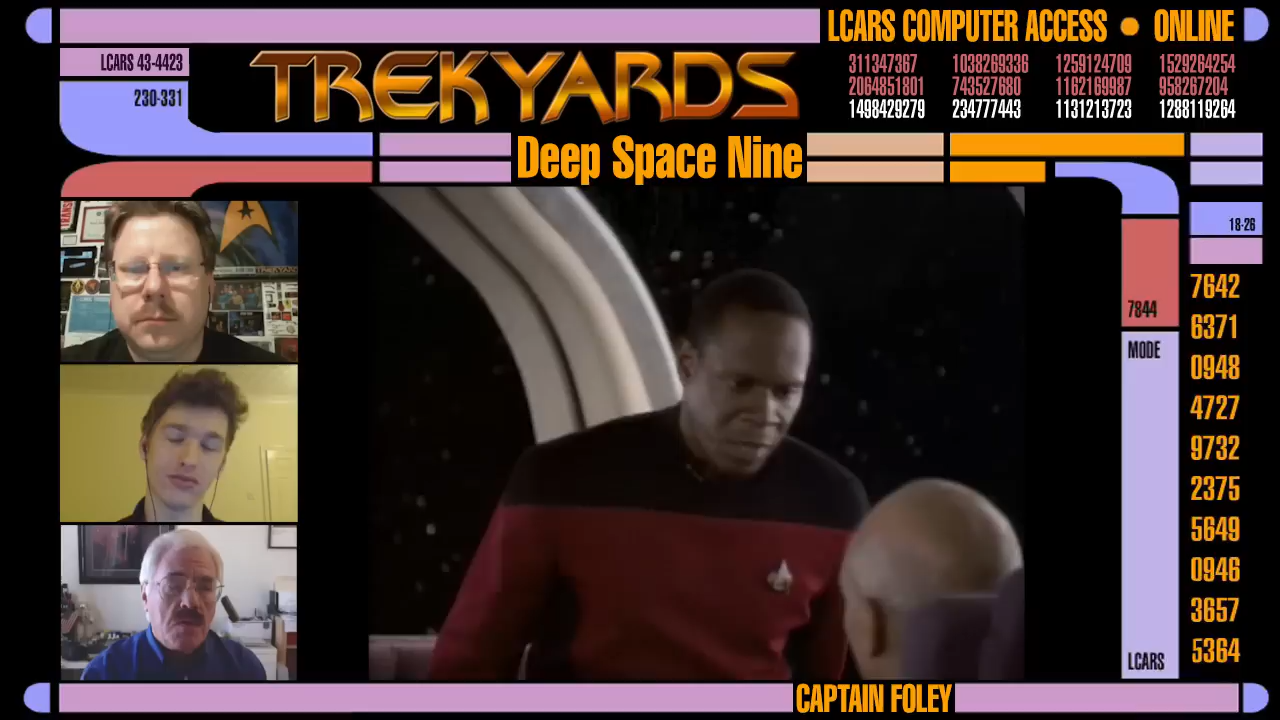 LCARS COMPUTER ACCESS • ONLINE
LCARS 43-4423
TREKYARDS
311347367 1038269336 1259124709 1529264254
2064851801 743527680 1162169987 958267204
230-331
1498429279 234777443 1131213723 1288119264
Deep Space Nine
18-26
7844
MODE
LCARS
7642
6371
0948
4727
9732
2375
5649
0946
3657
5364
CAPTAIN FOLEY